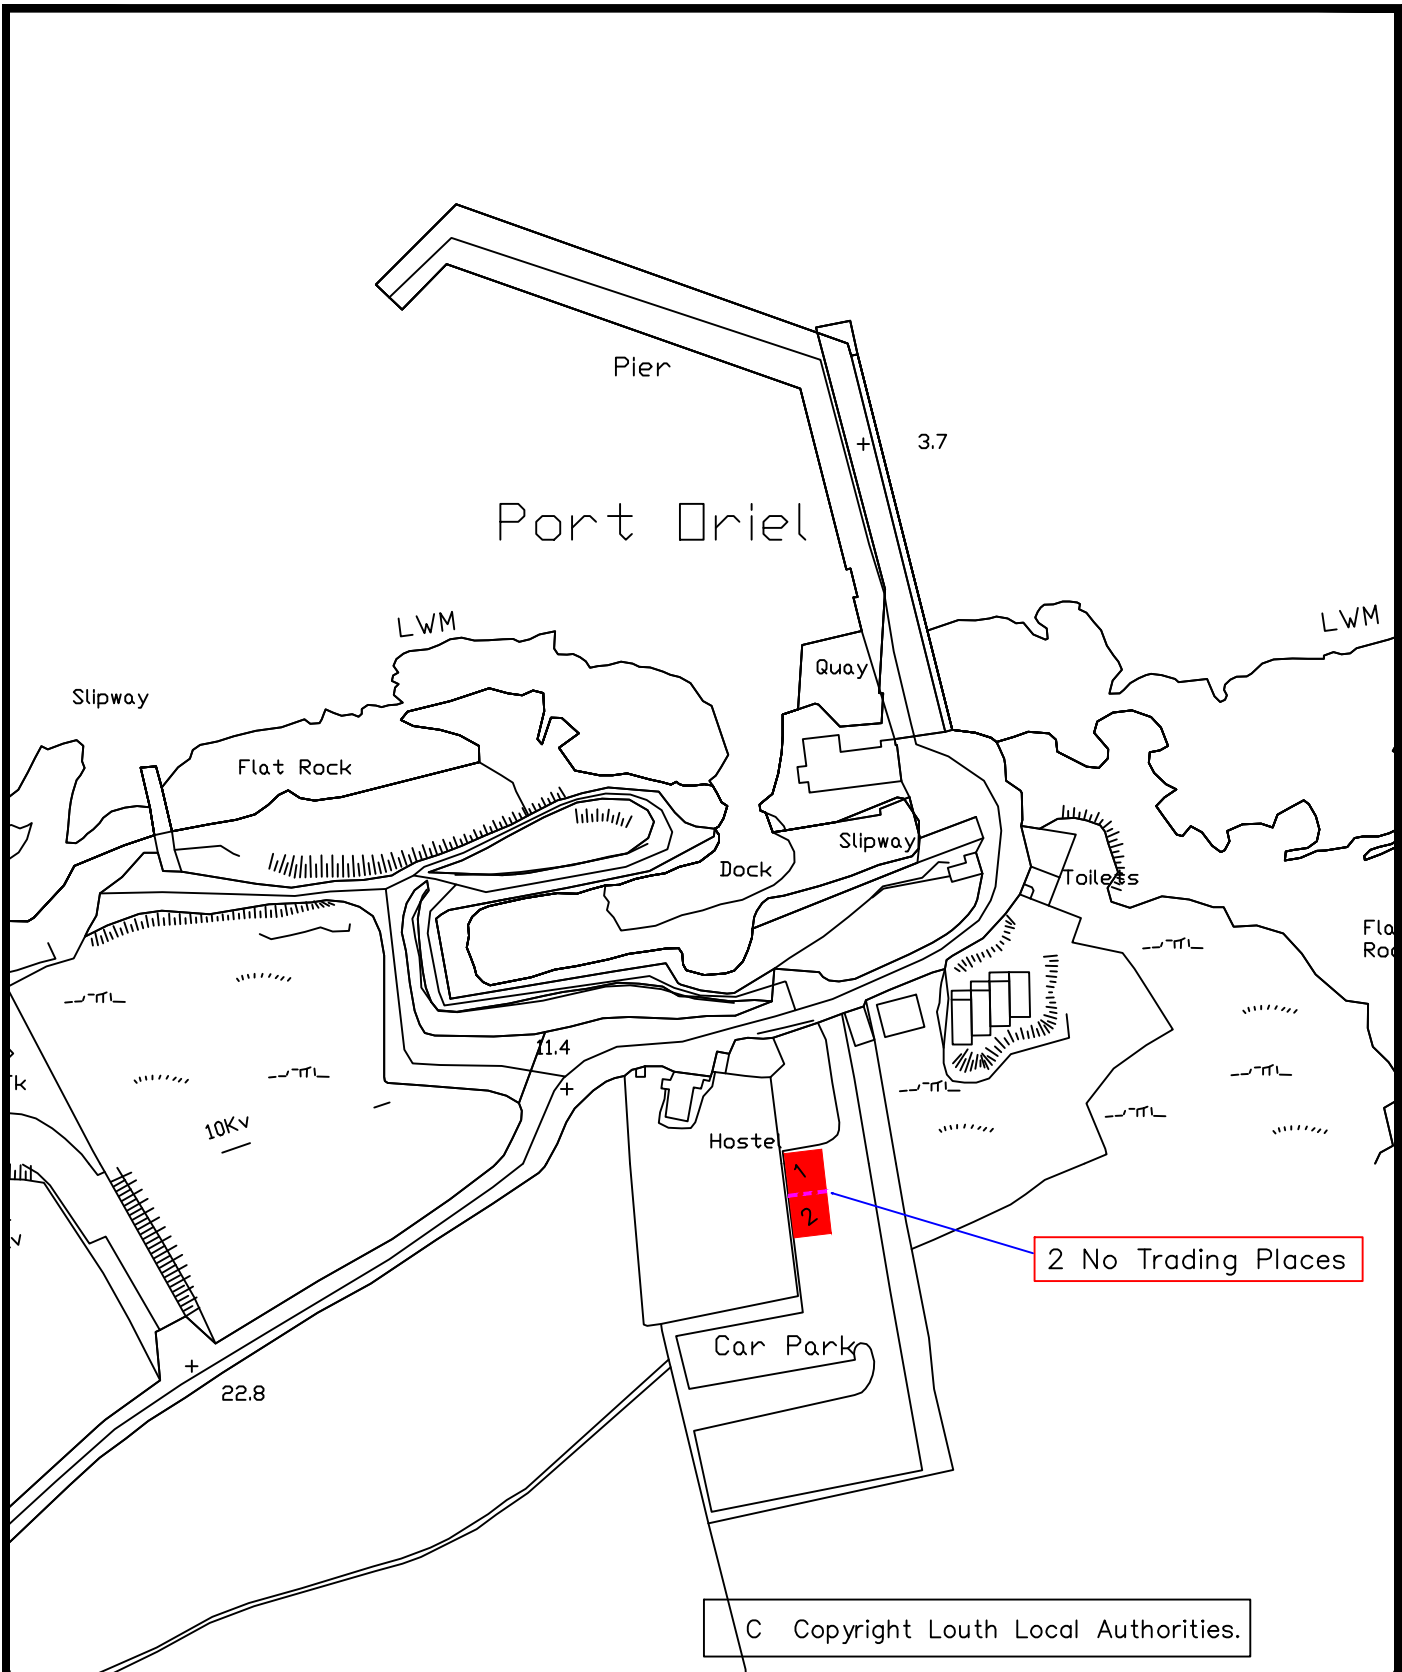 Pier
3.7
Port Oriel
LWM
LWM
Quay
Slipway
Flat Rock
Slipway
Dock
Toilets
11.4
10Kv
Hostel
1
2
2 No Trading Places
Car Park
22.8
C Copyright Louth Local Authorities.